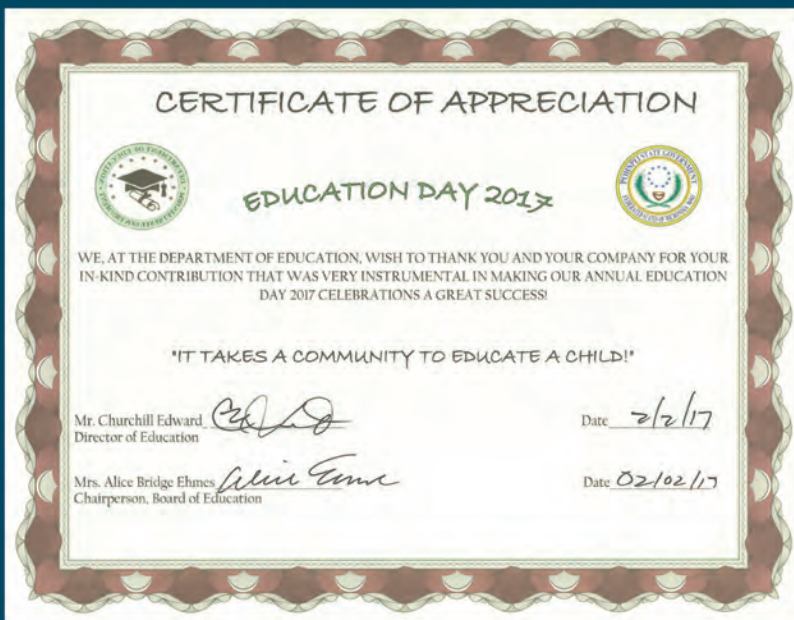 CERTIFICATE OF APPRECIATION
EDUCATION DAY 2017
POHNPEI STATE GOVERNMENT
WE, AT THE DEPARTMENT OF EDUCATION, WISH TO THANK YOU AND YOUR COMPANY FOR YOUR
IN-KIND CONTRIBUTION THAT WAS VERY INSTRUMENTAL IN MAKING OUR ANNUAL EDUCATION
DAY 2017 CELEBRATIONS A GREAT SUCCESS!
"IT TAKES A COMMUNITY TO EDUCATE A CHILD!"
Mr. Churchill Edward Date 2/2/17
Director of Education
Mrs. Alice Bridge Ehmes Date 02/02/17
Chairperson, Board of Education